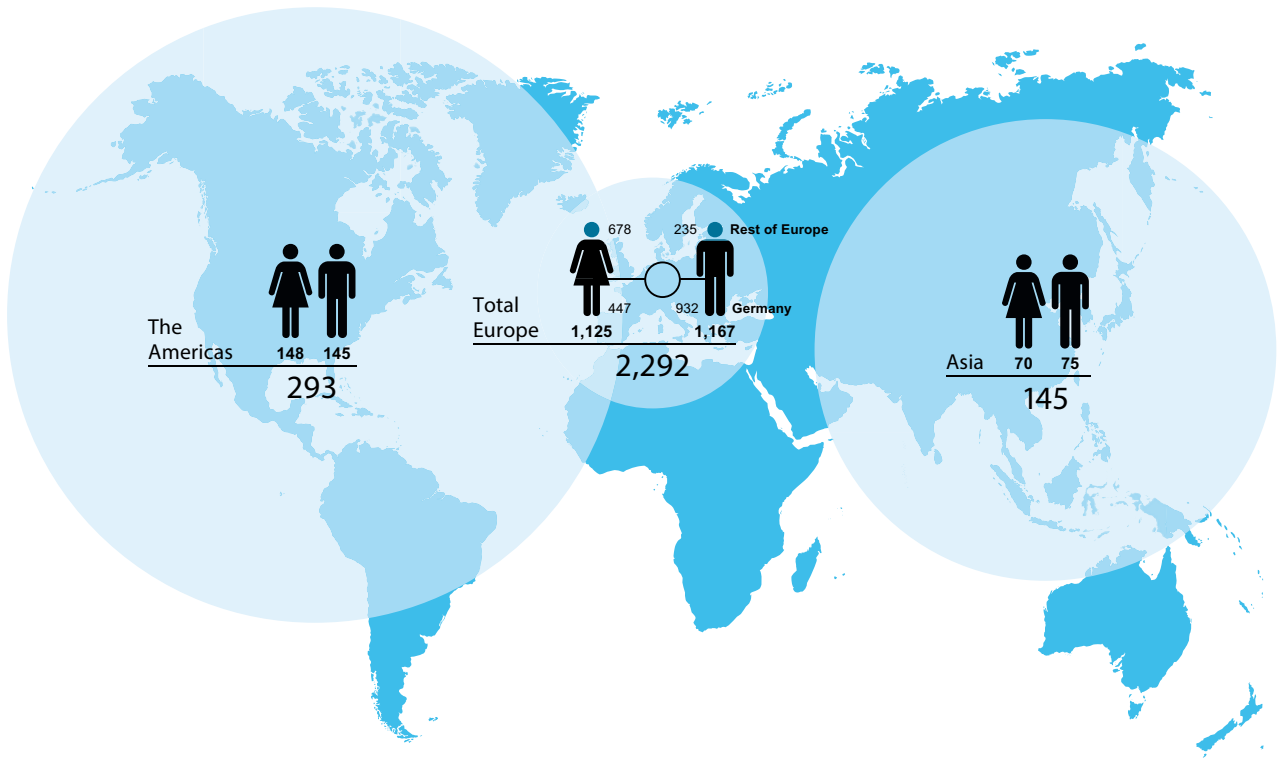 The
Americas 148 145
293
678 235 Rest of Europe
447 932 Germany
Total
Europe 1,125 1,167
2,292
Asia 70 75
145